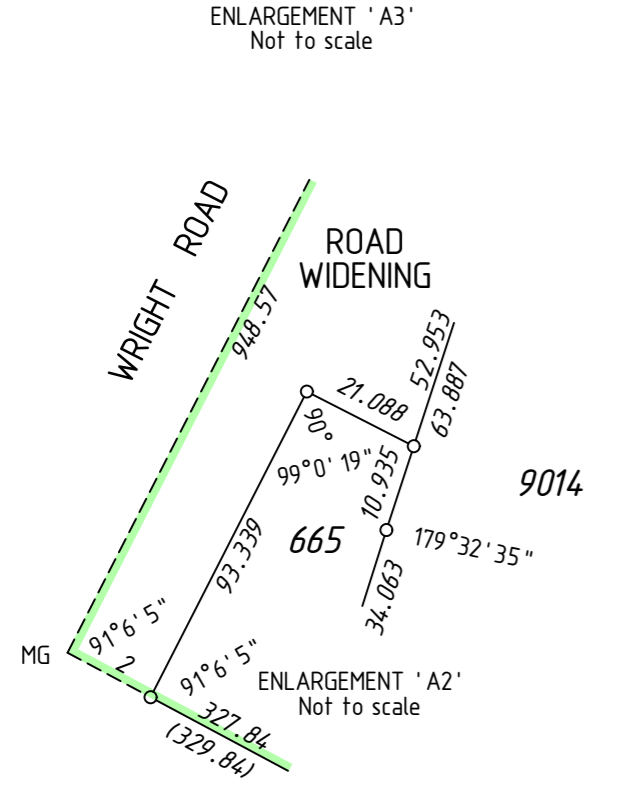 ENLARGEMENT 'A3'
Not to scale
WRIGHT ROAD
948.57
ROAD
WIDENING
52.953
63.887
21.088
90°
99°0'19"
10.935
9014
665
179°32'35"
93.339
34.063
91°6'5"
MG
2
91°6'5"
ENLARGEMENT 'A2'
Not to scale
327.84
(329.84)